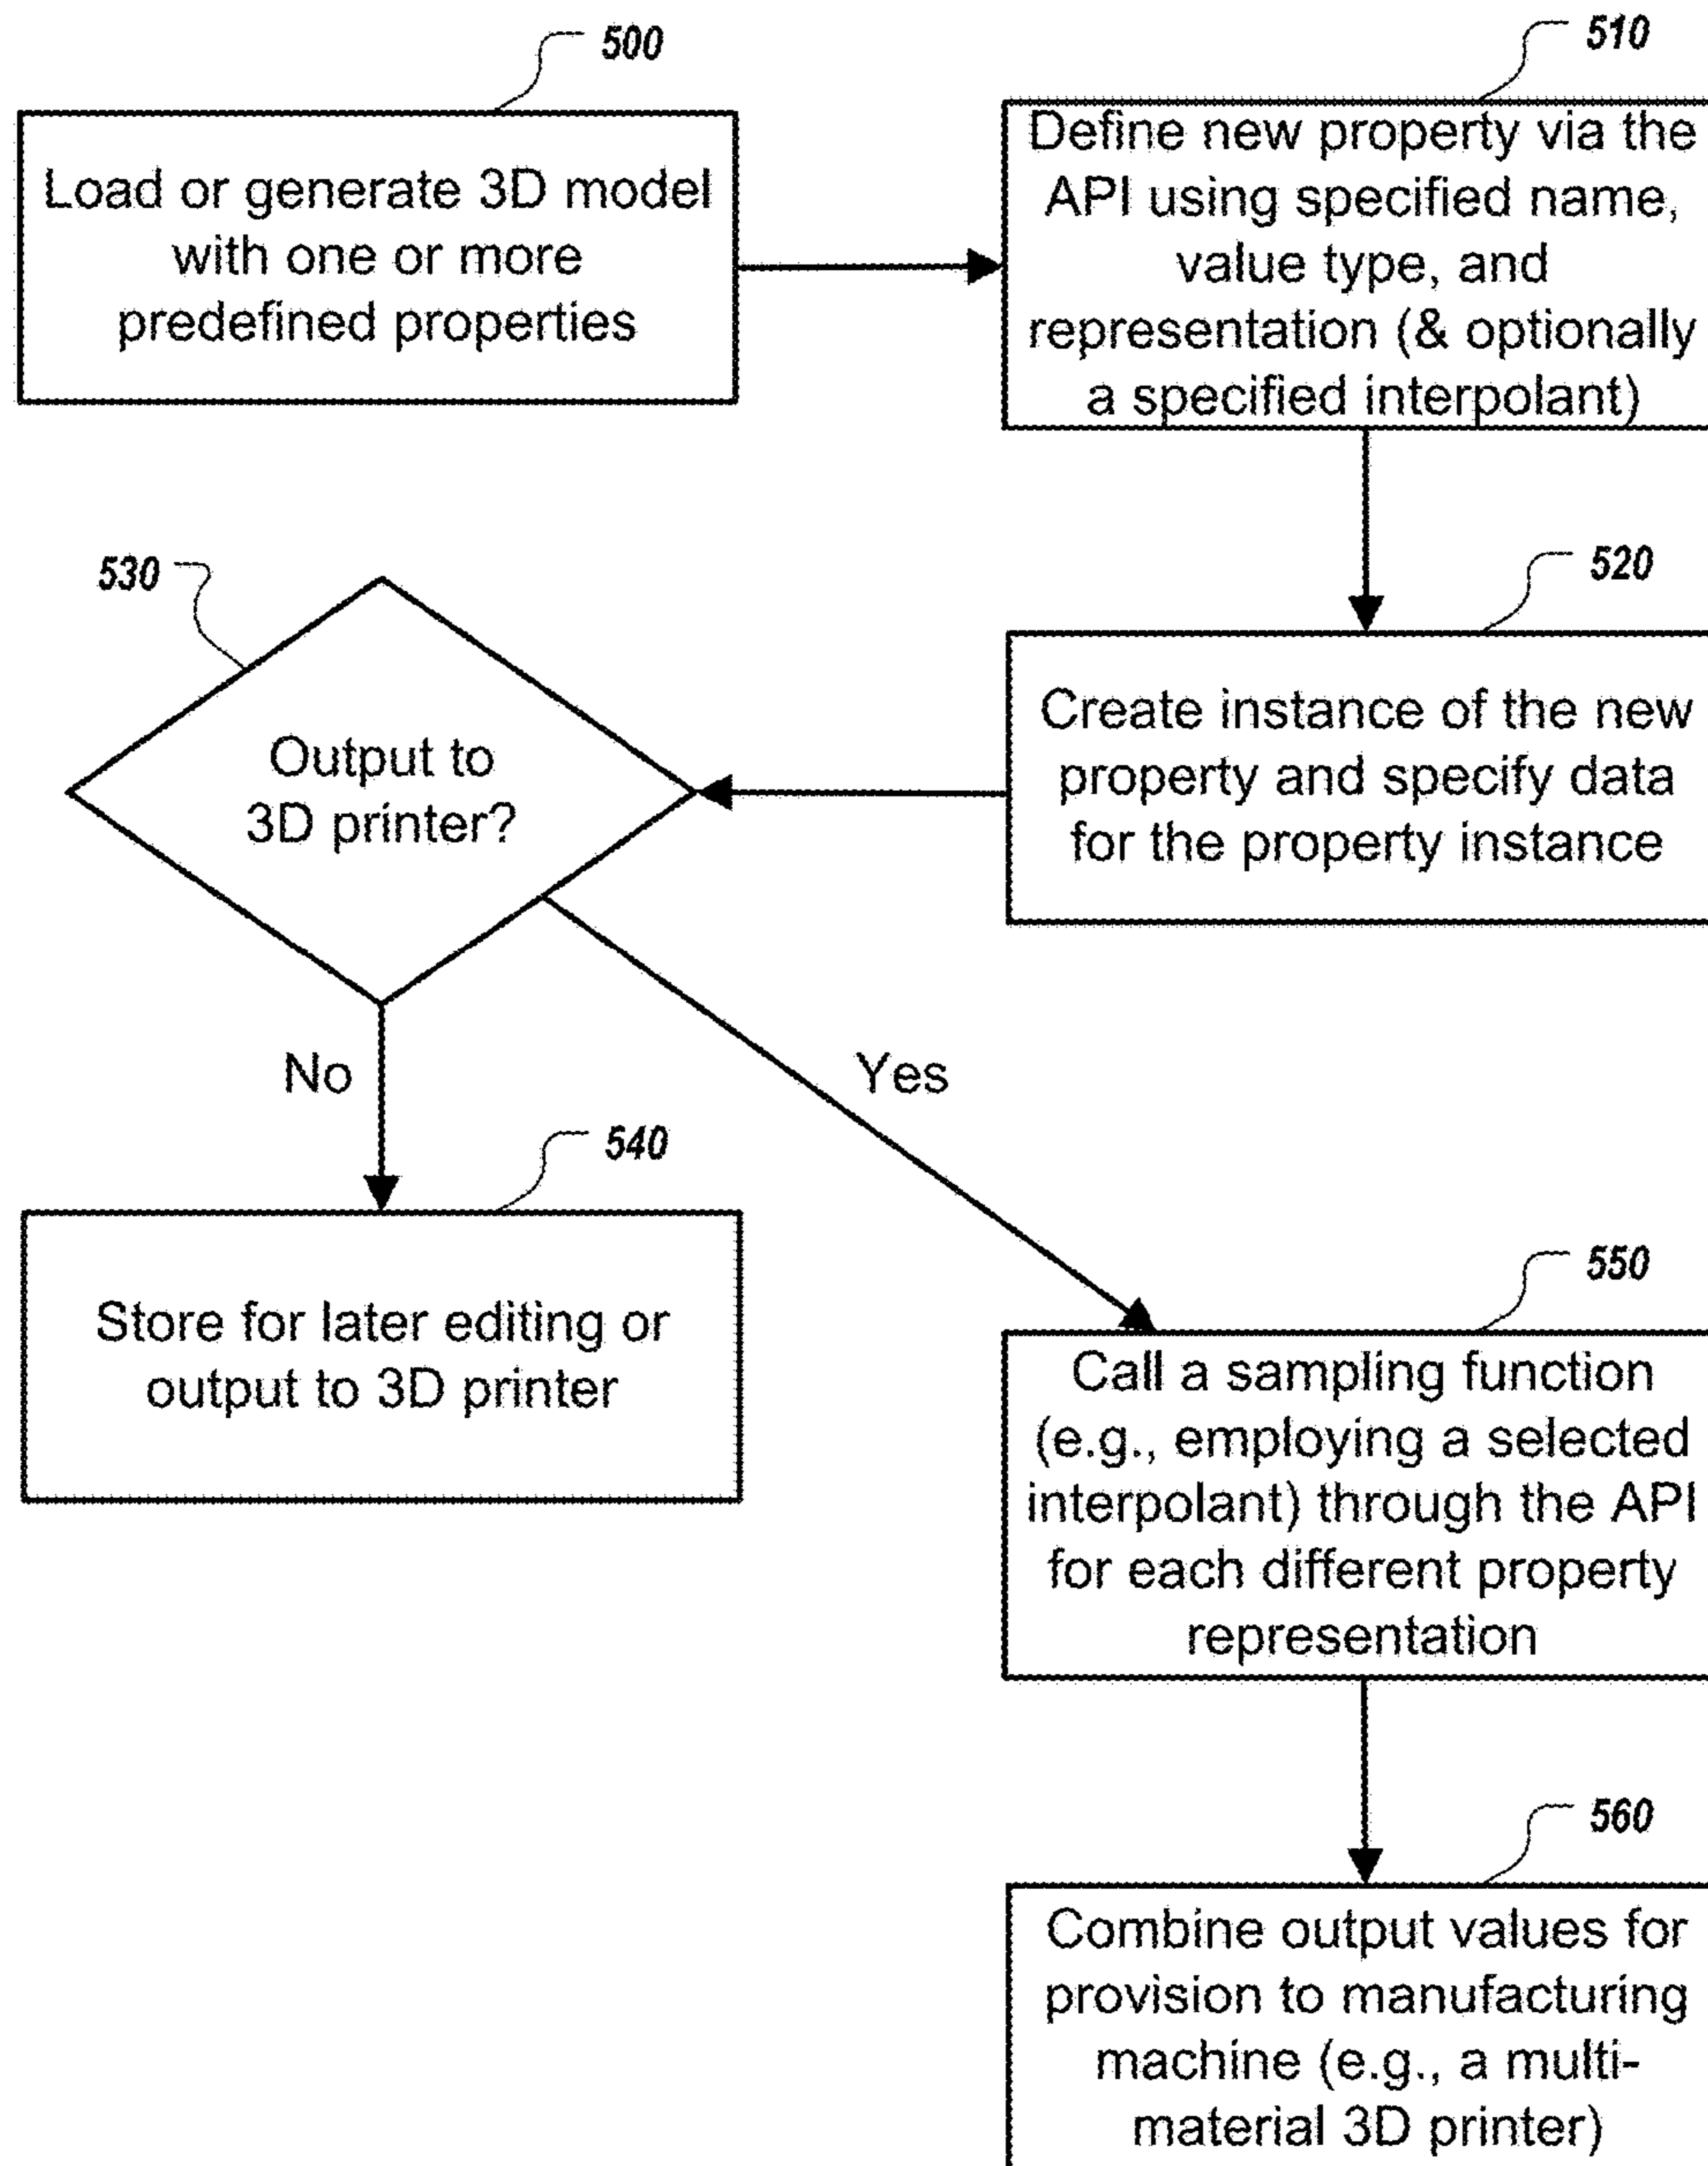 500
Load or generate 3D model
with one or more
predefined properties
510
Define new property via the
API using specified name,
value type, and
representation (& optionally
a specified interpolant)
520
Create instance of the new
property and specify data
for the property instance
530
Output to
3D printer?
No
Yes
540
Store for later editing or
output to 3D printer
550
Call a sampling function
(e.g., employing a selected
interpolant) through the API
for each different property
representation
560
Combine output values for
provision to manufacturing
machine (e.g., a multi-
material 3D printer)